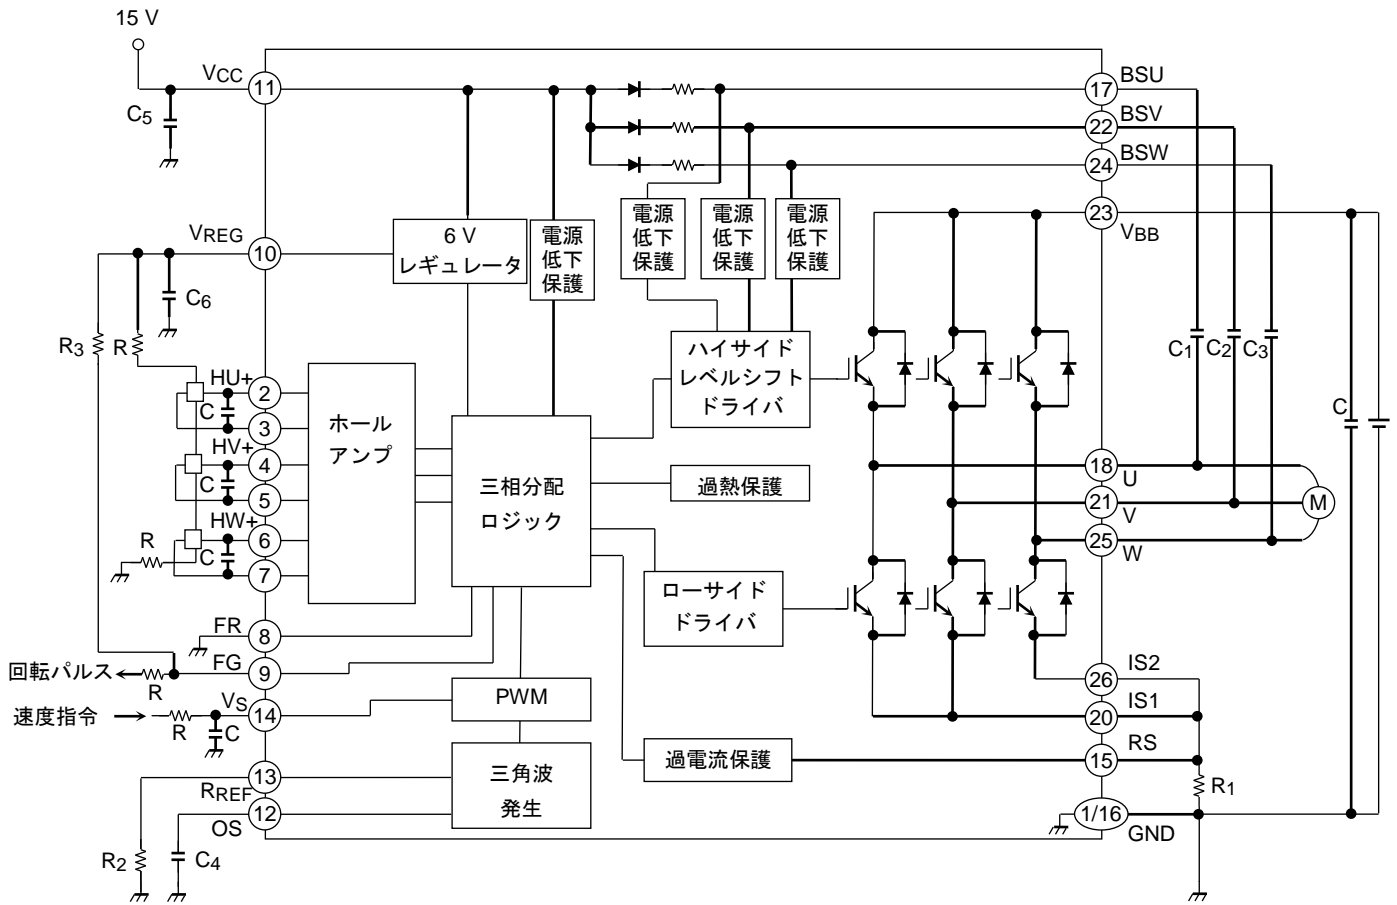 15 V
VCC
11
C5
BSU
17
BSV
22
BSW
24
23
VBB
VREG
10
C6
R3
R
6 V
レギュレータ
電源
低下
保護
電源
低下
保護
電源
低下
保護
電源
低下
保護
ハイサイド
レベルシフト
ドライバ
C1
C2
C3
C
HU+
2
C
3
HV+
4
C
5
HW+
6
R
C
7
ホール
アンプ
三相分配
ロジック
過熱保護
ローサイド
ドライバ
18
U
21
V
25
W
M
FR
8
回転パルス
R
FG
9
速度指令
R
C
VS
14
PWM
三角波
発生
過電流保護
IS2
26
IS1
20
RS
15
R1
1/16
GND
13
RREF
12
OS
R2
C4